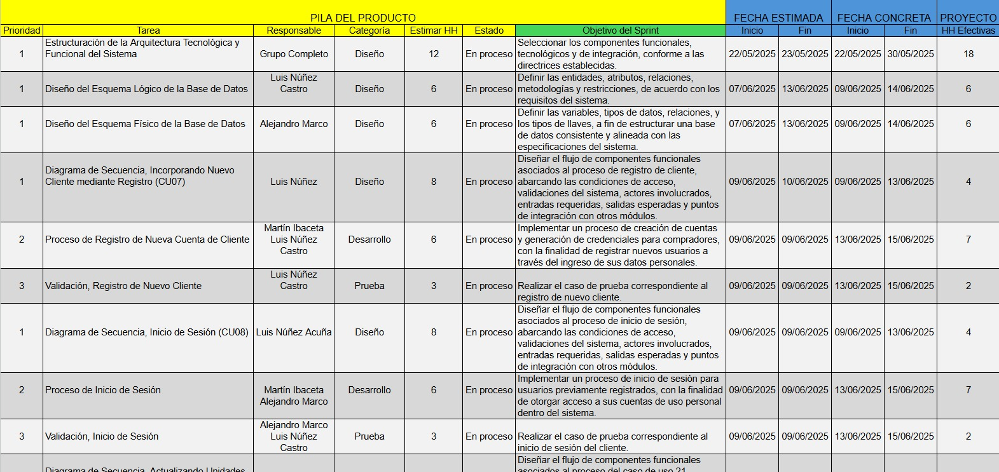 PILA DEL PRODUCTO FECHA ESTIMADA FECHA CONCRETA PROYECTO
Prioridad Tarea Responsable Categoría Estimar HH Estado Objetivo del Sprint Inicio Fin Inicio Fin HH Efectivas
1
Estructuración de la Arquitectura Tecnológica y
Funcional del Sistema
Grupo Completo
Diseño
12
En proceso
Seleccionar los componentes funcionales,
tecnológicos y de integración, conforme a las
directrices establecidas.
22/05/2025 23/05/2025 22/05/2025 30/05/2025 18
1
Diseño del Esquema Lógico de la Base de Datos
Luis Núñez
Castro
Diseño
6
En proceso
Definir las entidades, atributos, relaciones,
metodologías y restricciones, de acuerdo con los
requisitos del sistema.
07/06/2025 13/06/2025 09/06/2025 14/06/2025 6
1
Diseño del Esquema Físico de la Base de Datos
Alejandro Marco
Diseño
6
En proceso
Definir las variables, tipos de datos, relaciones, y
los tipos de llaves, a fin de estructurar una base
de datos consistente y alineada con las
especificaciones del sistema.
07/06/2025 13/06/2025 09/06/2025 14/06/2025 6
1
Diagrama de Secuencia, Incorporando Nuevo
Cliente mediante Registro (CU07)
Luis Núñez
Diseño
8
En proceso
Diseñar el flujo de componentes funcionales
asociados al proceso de registro de cliente,
abarcando las condiciones de acceso,
validaciones del sistema, actores involucrados,
entradas requeridas, salidas esperadas y puntos
de integración con otros módulos.
09/06/2025 10/06/2025 09/06/2025 13/06/2025 4
2
Proceso de Registro de Nueva Cuenta de Cliente
Martín Ibaceta
Luis Núñez
Castro
Desarrollo
6
En proceso
Implementar un proceso de creación de cuentas
y generación de credenciales para compradores,
con la finalidad de registrar nuevos usuarios a
través del ingreso de sus datos personales.
09/06/2025 09/06/2025 13/06/2025 15/06/2025 7
3
Validación, Registro de Nuevo Cliente
Luis Núñez
Castro
Prueba
3
En proceso
Realizar el caso de prueba correspondiente al
registro de nuevo cliente.
09/06/2025 09/06/2025 13/06/2025 15/06/2025 2
1
Diagrama de Secuencia, Inicio de Sesión (CU08)
Luis Núñez Acuña
Diseño
8
En proceso
Diseñar el flujo de componentes funcionales
asociados al proceso de inicio de sesión,
abarcando las condiciones de acceso,
validaciones del sistema, actores involucrados,
entradas requeridas, salidas esperadas y puntos
de integración con otros módulos.
09/06/2025 09/06/2025 09/06/2025 13/06/2025 4
2
Proceso de Inicio de Sesión
Martín Ibaceta
Alejandro Marco
Desarrollo
6
En proceso
Implementar un proceso de inicio de sesión para
usuarios previamente registrados, con la finalidad
de otorgar acceso a sus cuentas de uso personal
dentro del sistema.
09/06/2025 09/06/2025 13/06/2025 15/06/2025 7
3
Validación, Inicio de Sesión
Alejandro Marco
Luis Núñez
Castro
Prueba
3
En proceso
Realizar el caso de prueba correspondiente al
inicio de sesión del cliente.
09/06/2025 09/06/2025 13/06/2025 15/06/2025 2
Diagrama de Secuencia, Actualizando Unidades
Diseñar el flujo de componentes funcionales
asociados al proceso del caso de uso 21